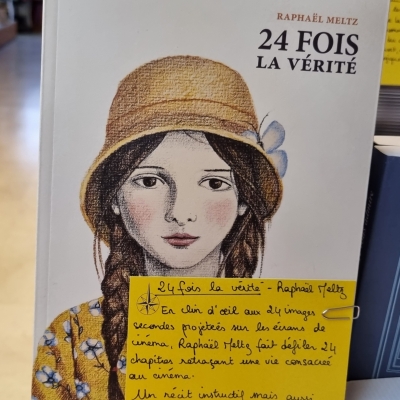 RAPHAËL MELTZ
24 FOIS
LA VÉRITÉ
24 fois la vérité - Raphaël Meltz
En clin d'œil aux 24 images
secondes projetées sur les écrans de
cinéma, Raphaël Meltz fait défiler 24
chapitres retraçant une vie consacrée
au cinéma.
Un récit instructif mais aussi